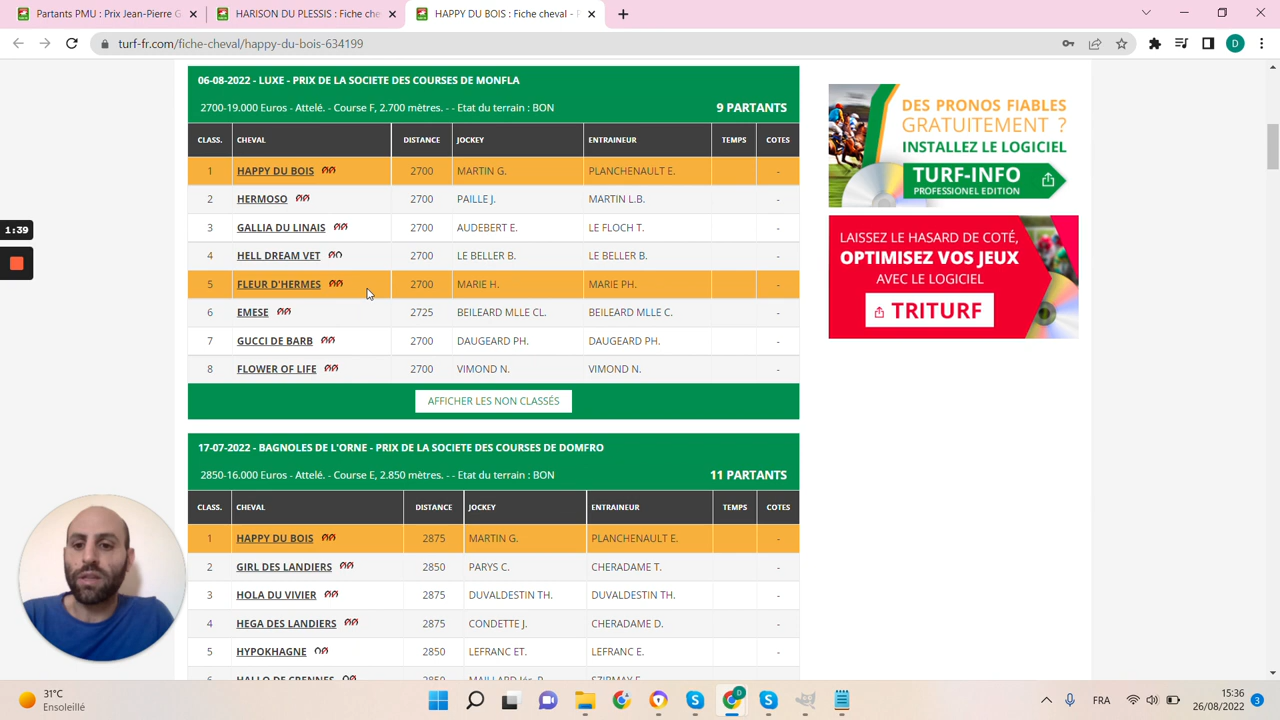 Partants PMU : Prix Jean-Pierre G
HARISON DU PLESSIS : Fiche chev
HAPPY DU BOIS : Fiche cheval - P
turf-fr.com/fiche-cheval/happy-du-bois-634199
D
06-08-2022 - LUXE - PRIX DE LA SOCIETE DES COURSES DE MONFLA
2700-19.000 Euros - Attelé. - Course F, 2.700 mètres. - - Etat du terrain : BON
9 PARTANTS
CLASS. CHEVAL DISTANCE JOCKEY ENTRAINEUR TEMPS COTES
1 HAPPY DU BOIS 2700 MARTIN G. PLANCHENAULT E. -
2 HERMOSO 2700 PAILLE J. MARTIN L.B. -
3 GALLIA DU LINAIS 2700 AUDEBERT E. LE FLOCH T. -
4 HELL DREAM VET 2700 LE BELLER B. LE BELLER B. -
5 FLEUR D'HERMES 2700 MARIE H. MARIE PH. -
6 EMESE 2725 BEILEARD MLLE CL. BEILEARD MLLE C. -
7 GUCCI DE BARB 2700 DAUGEARD PH. DAUGEARD PH. -
8 FLOWER OF LIFE 2700 VIMOND N. VIMOND N. -
AFFICHER LES NON CLASSÉS
17-07-2022 - BAGNOLES DE L'ORNE - PRIX DE LA SOCIETE DES COURSES DE DOMFRO
2850-16.000 Euros - Attelé. - Course E, 2.850 mètres. - - Etat du terrain : BON
11 PARTANTS
CLASS. CHEVAL DISTANCE JOCKEY ENTRAINEUR TEMPS COTES
1 HAPPY DU BOIS 2875 MARTIN G. PLANCHENAULT E. -
2 GIRL DES LANDIERS 2850 PARYS C. CHERADAME T. -
3 HOLA DU VIVIER 2875 DUVALDESTIN TH. DUVALDESTIN TH. -
4 HEGA DES LANDIERS 2875 CONDETTE J. CHERADAME D. -
5 HYPOKHAGNE 2850 LEFRANC ET. LEFRANC E. -
DES PRONOS FIABLES
GRATUITEMENT ?
INSTALLEZ LE LOGICIEL
TURF-INFO
PROFESSIONEL EDITION
LAISSEZ LE HASARD DE COTÉ,
OPTIMISEZ VOS JEUX
AVEC LE LOGICIEL
TRITURF
1:39
31°C
Ensoleillé
FRA
15:36
26/08/2022
3